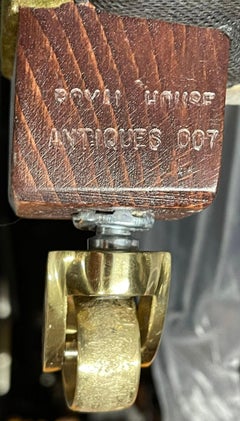 ROYAL HOUSE
ANTIQUES 007